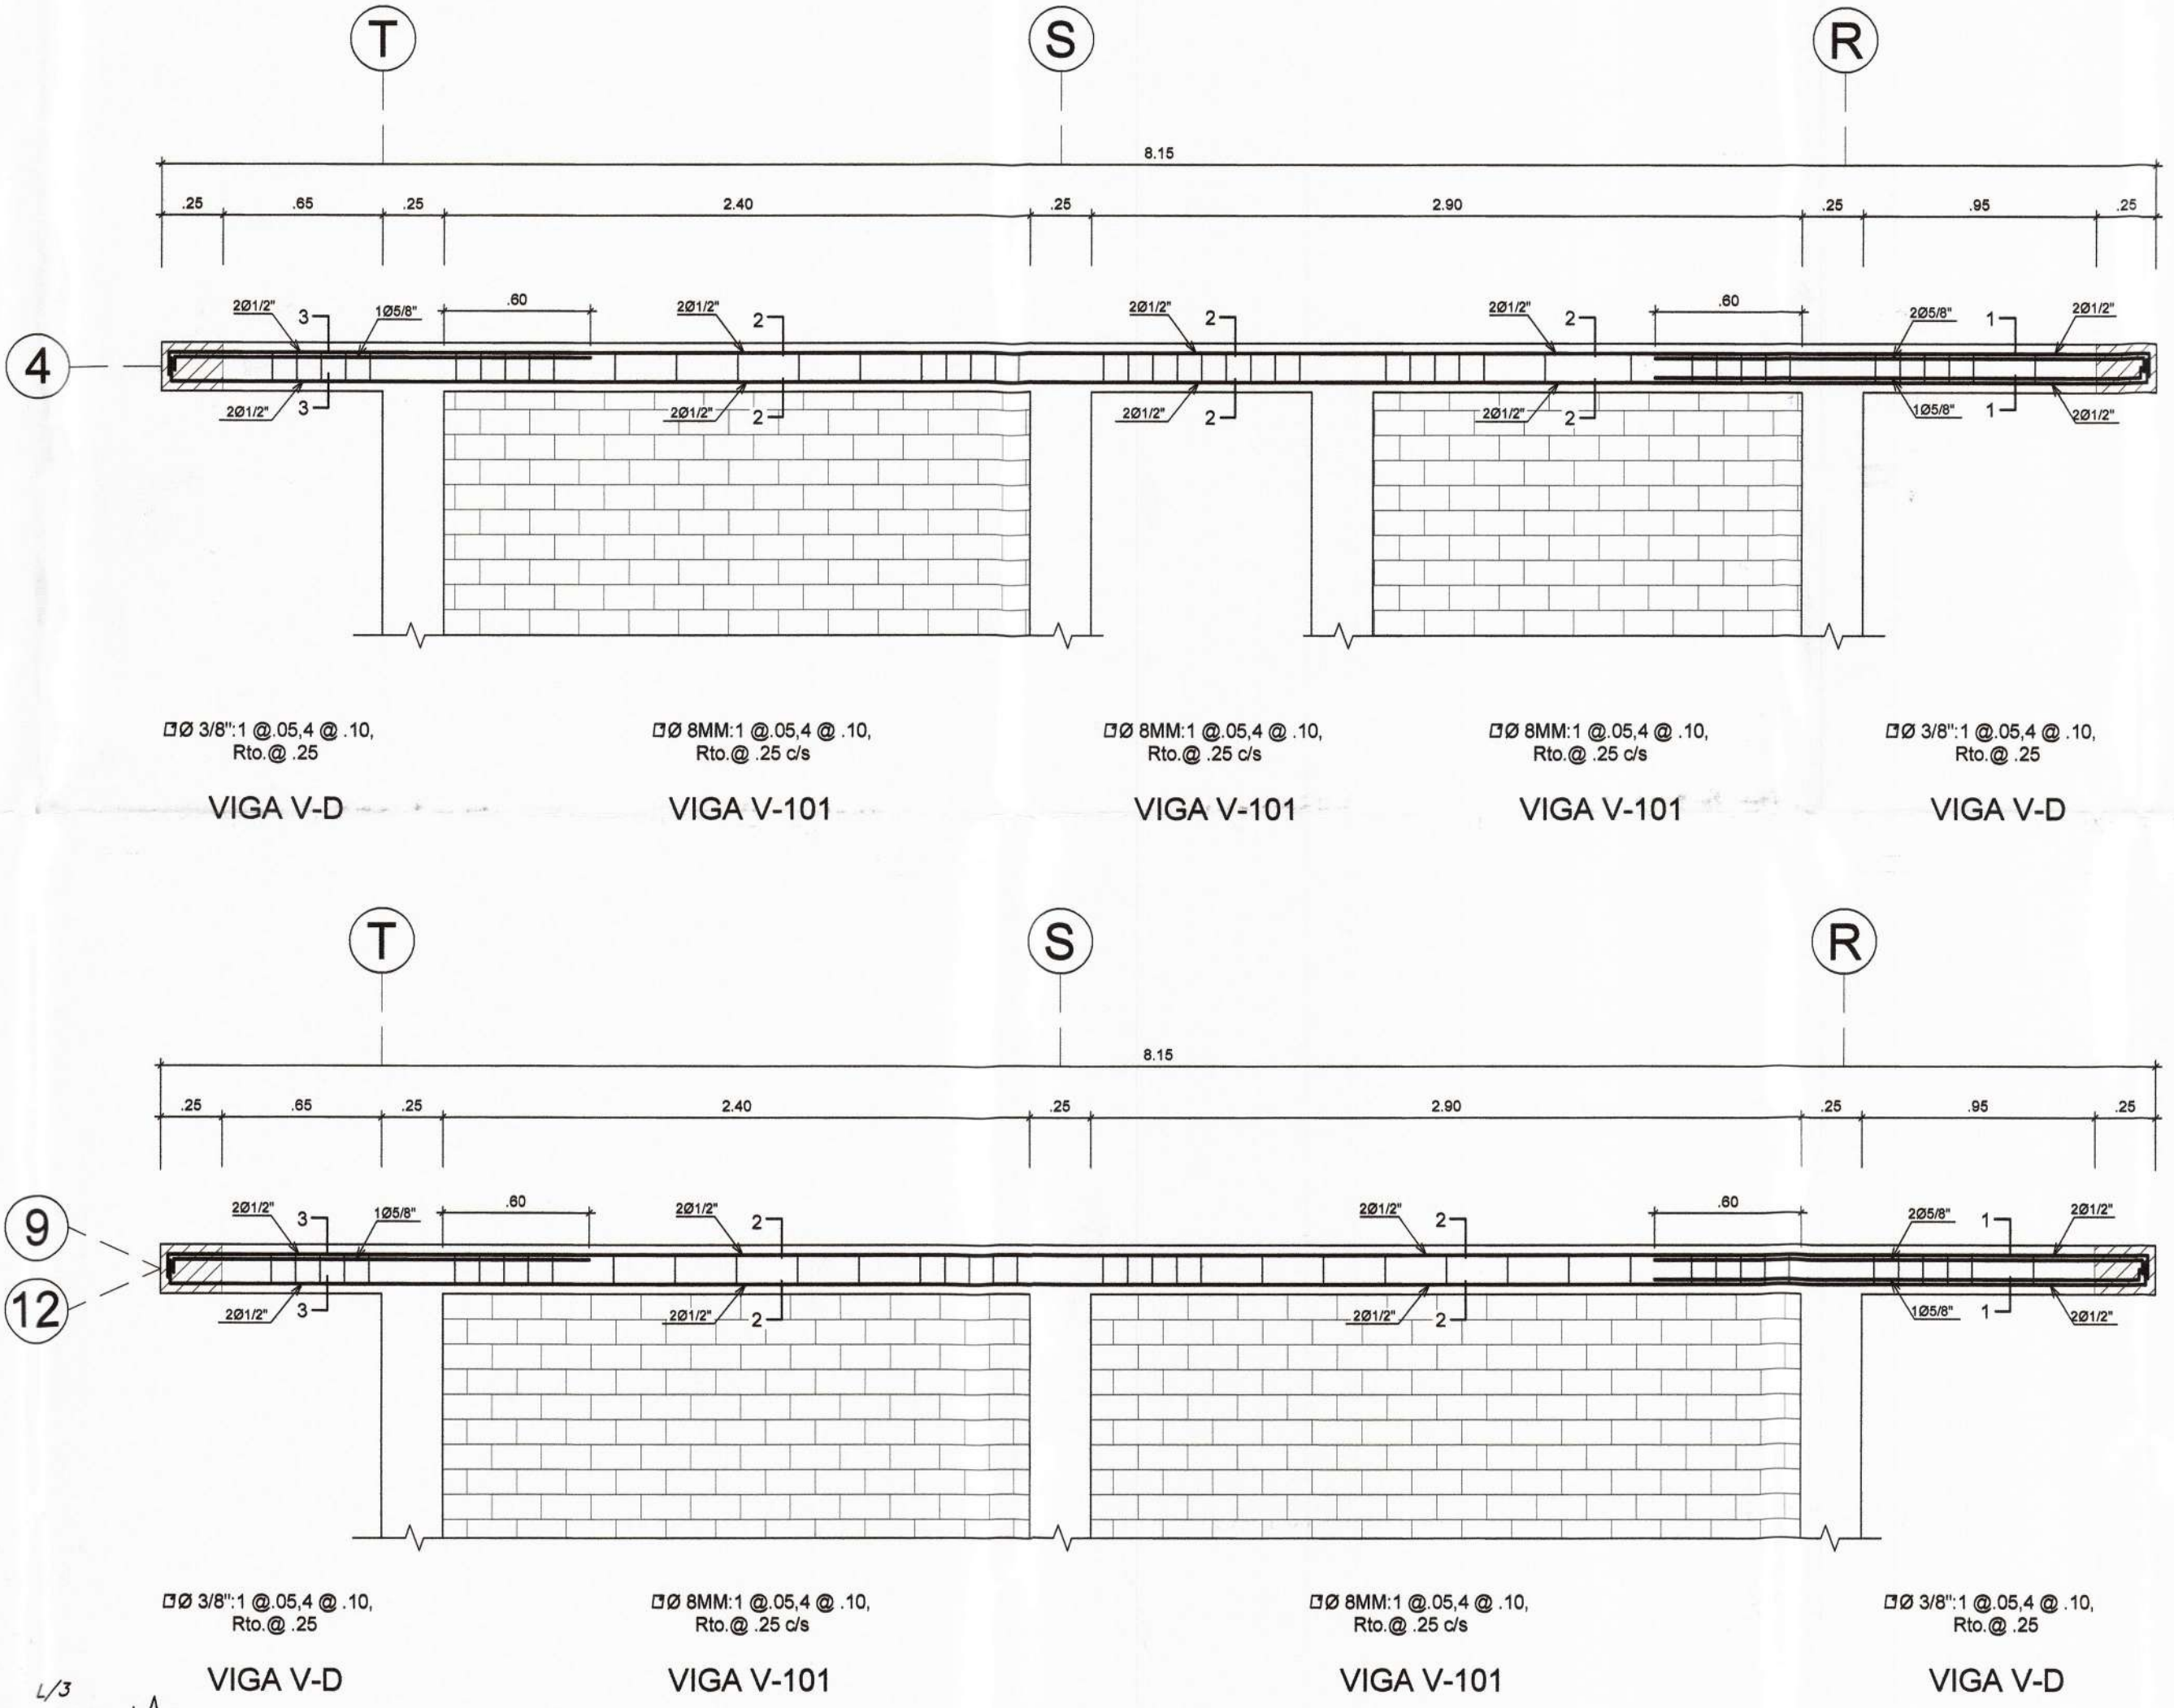 T S R
8.15
.25 .65 .25 2.40 .25 2.90 .25 .95 .25
2Ø1/2" 3 1Ø5/8" .60 2Ø1/2" 2 2Ø1/2" 2 2Ø1/2" 2 .60 2Ø5/8" 1 2Ø1/2"
4
2Ø1/2" 3 2Ø1/2" 2 2Ø1/2" 2 2Ø1/2" 2 1Ø5/8" 1 2Ø1/2"
Ø 3/8":1 @.05,4 @ .10, Ø 8MM:1 @.05,4 @ .10, Ø 8MM:1 @.05,4 @ .10, Ø 8MM:1 @.05,4 @ .10, Ø 3/8":1 @.05,4 @ .10,
Rto.@ .25 Rto.@ .25 c/s Rto.@ .25 c/s Rto.@ .25 c/s Rto.@ .25
VIGA V-D VIGA V-101 VIGA V-101 VIGA V-101 VIGA V-D
T S R
8.15
.25 .65 .25 2.40 .25 2.90 .25 .95 .25
2Ø1/2" 3 1Ø5/8" .60 2Ø1/2" 2 2Ø1/2" 2 .60 2Ø5/8" 1 2Ø1/2"
9
12
2Ø1/2" 3 2Ø1/2" 2 2Ø1/2" 2 1Ø5/8" 1 2Ø1/2"
Ø 3/8":1 @.05,4 @ .10, Ø 8MM:1 @.05,4 @ .10, Ø 8MM:1 @.05,4 @ .10, Ø 3/8":1 @.05,4 @ .10,
Rto.@ .25 Rto.@ .25 c/s Rto.@ .25 c/s Rto.@ .25
VIGA V-D VIGA V-101 VIGA V-101 VIGA V-D
L/3